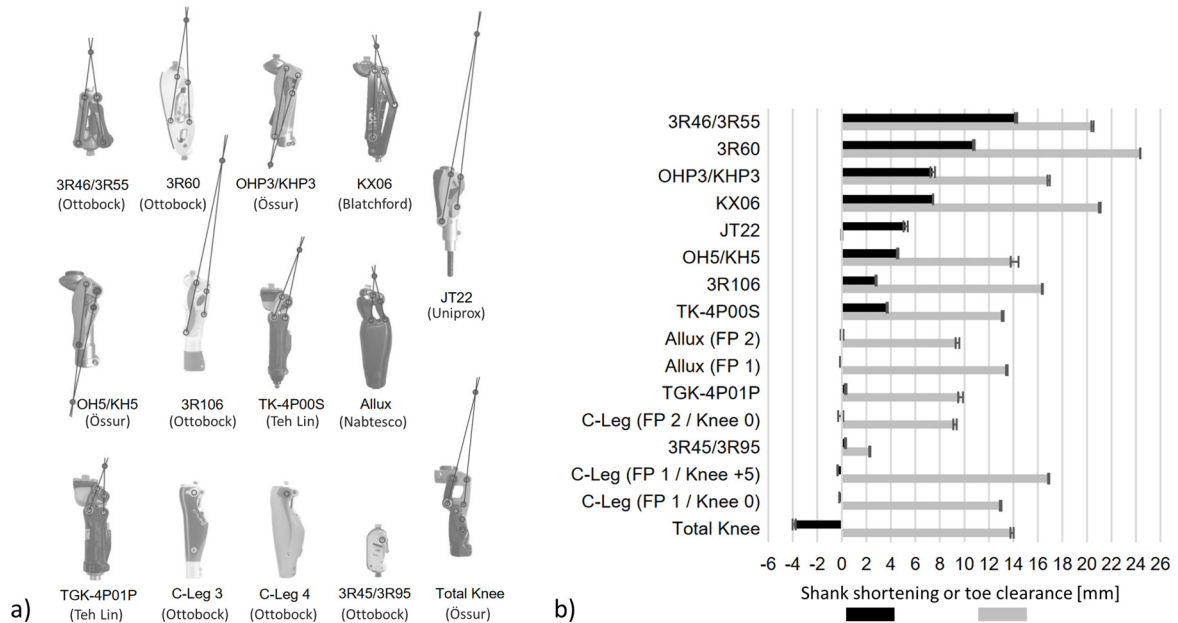 3R46/3R55
(Ottobock)
3R60
(Ottobock)
OHP3/KHP3
(Össur)
KX06
(Blatchford)
JT22
(Uniprox)
OH5/KH5
(Össur)
3R106
(Ottobock)
TK-4P00S
(Teh Lin)
Allux
(Nabtesco)
TGK-4P01P
(Teh Lin)
C-Leg 3
(Ottobock)
C-Leg 4
(Ottobock)
3R45/3R95
(Ottobock)
Total Knee
(Össur)
a)
3R46/3R55
3R60
OHP3/KHP3
KX06
JT22
OH5/KH5
3R106
TK-4P00S
Allux (FP 2)
Allux (FP 1)
TGK-4P01P
C-Leg (FP 2 / Knee 0)
3R45/3R95
C-Leg (FP 1 / Knee +5)
C-Leg (FP 1 / Knee 0)
Total Knee
-6 -4 -2 0 2 4 6 8 10 12 14 16 18 20 22 24 26
Shank shortening or toe clearance [mm]
b)